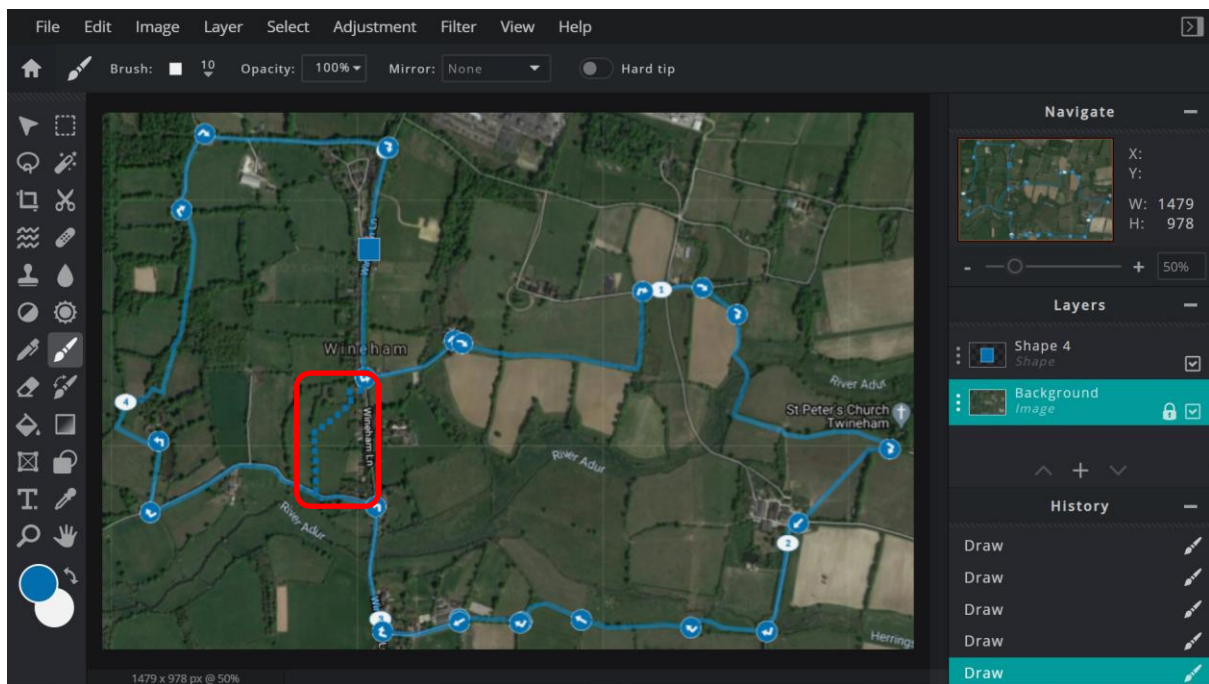 File Edit Image Layer Select Adjustment Filter View Help
Brush: 10 Opacity: 100% Mirror: None Hard tip
Navigate
X:
Y:
W: 1479
H: 978
- + 50%
Layers
Shape 4
Shape
Background
Image
+
History
Draw
Draw
Draw
Draw
Draw
1
Wineham
River Adur
4
St Peter's Church
Twineham
Wineham Ln
River Adur
River Adur
2
3
Herrings
1479 x 978 px @ 50%